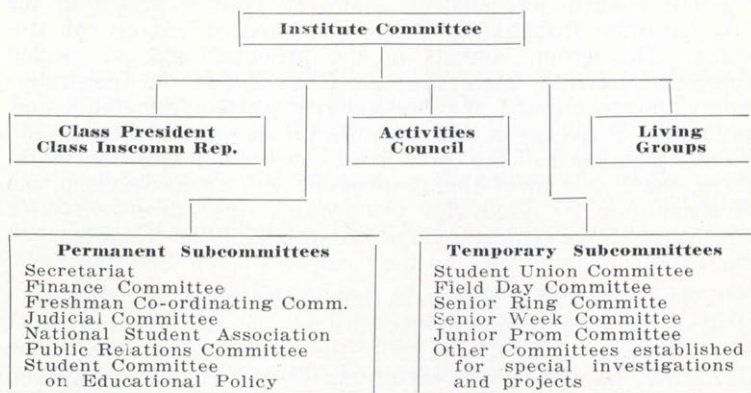 Institute Committee
Class President
Class Inscomm Rep.
Activities
Council
Living
Groups
Permanent Subcommittees
Secretariat
Finance Committee
Freshman Co-ordinating Comm.
Judicial Committee
National Student Association
Public Relations Committee
Student Committee
on Educational Policy
Temporary Subcommittees
Student Union Committee
Field Day Committee
Senior Ring Committe
Senior Week Committee
Junior Prom Committee
Other Committees established
for special investigations
and projects